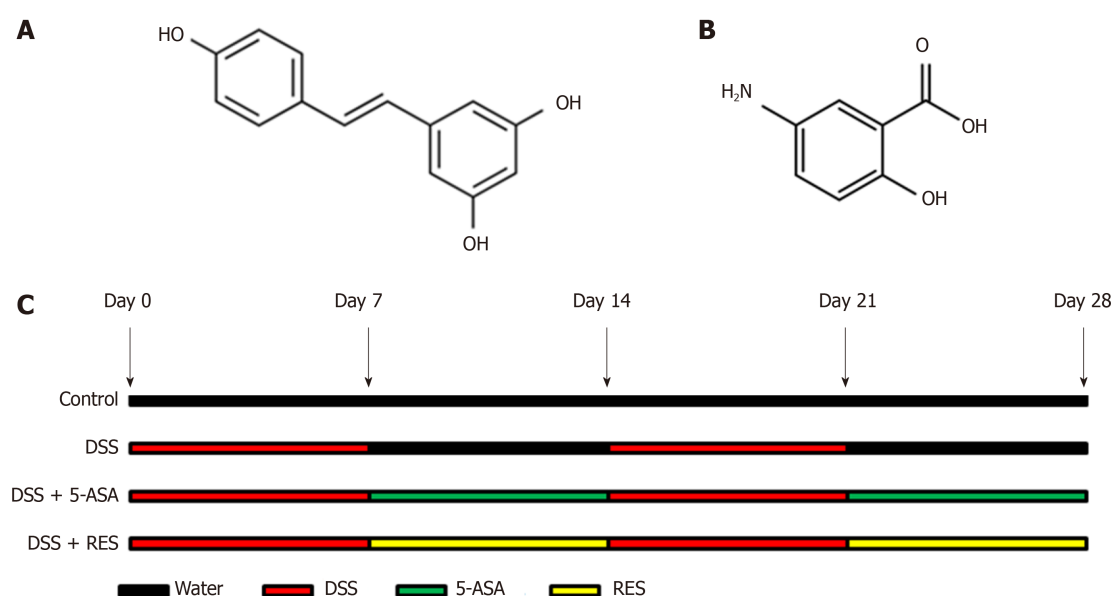 A
B
HO
OH
OH
H₂N
O
OH
OH
C
Day 0 Day 7 Day 14 Day 21 Day 28
Control
DSS
DSS + 5-ASA
DSS + RES
Water DSS 5-ASA RES